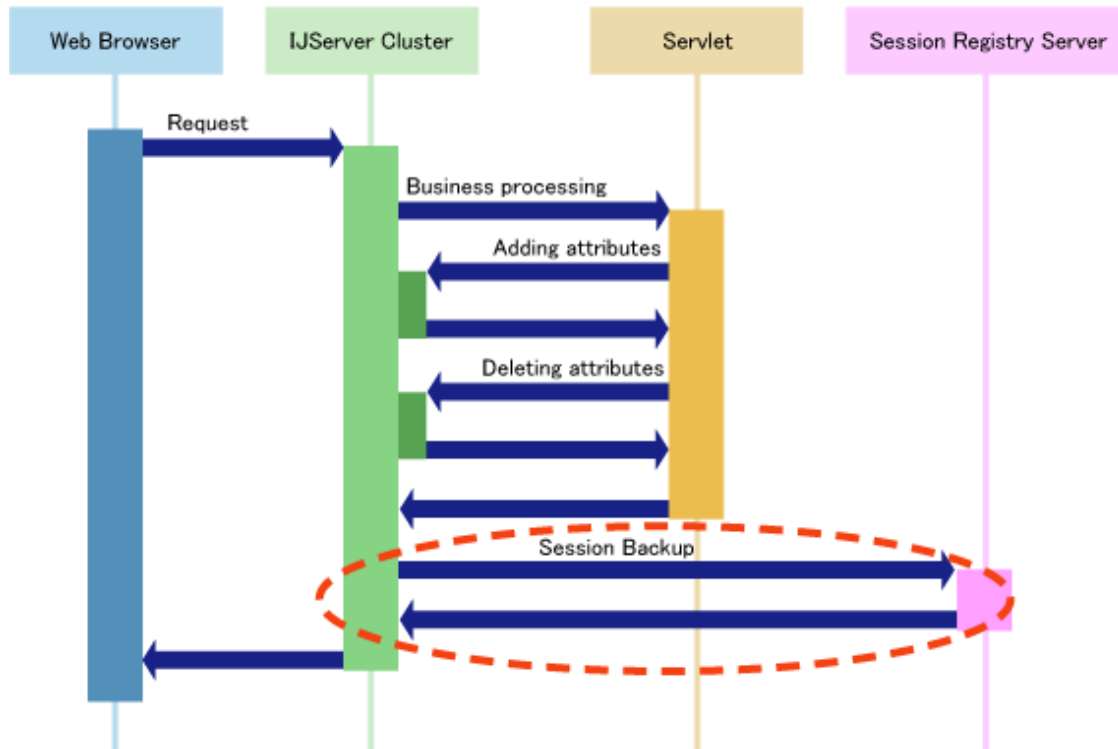 Web Browser
IJServer Cluster
Servlet
Session Registry Server
Request
Business processing
Adding attributes
Deleting attributes
Session Backup